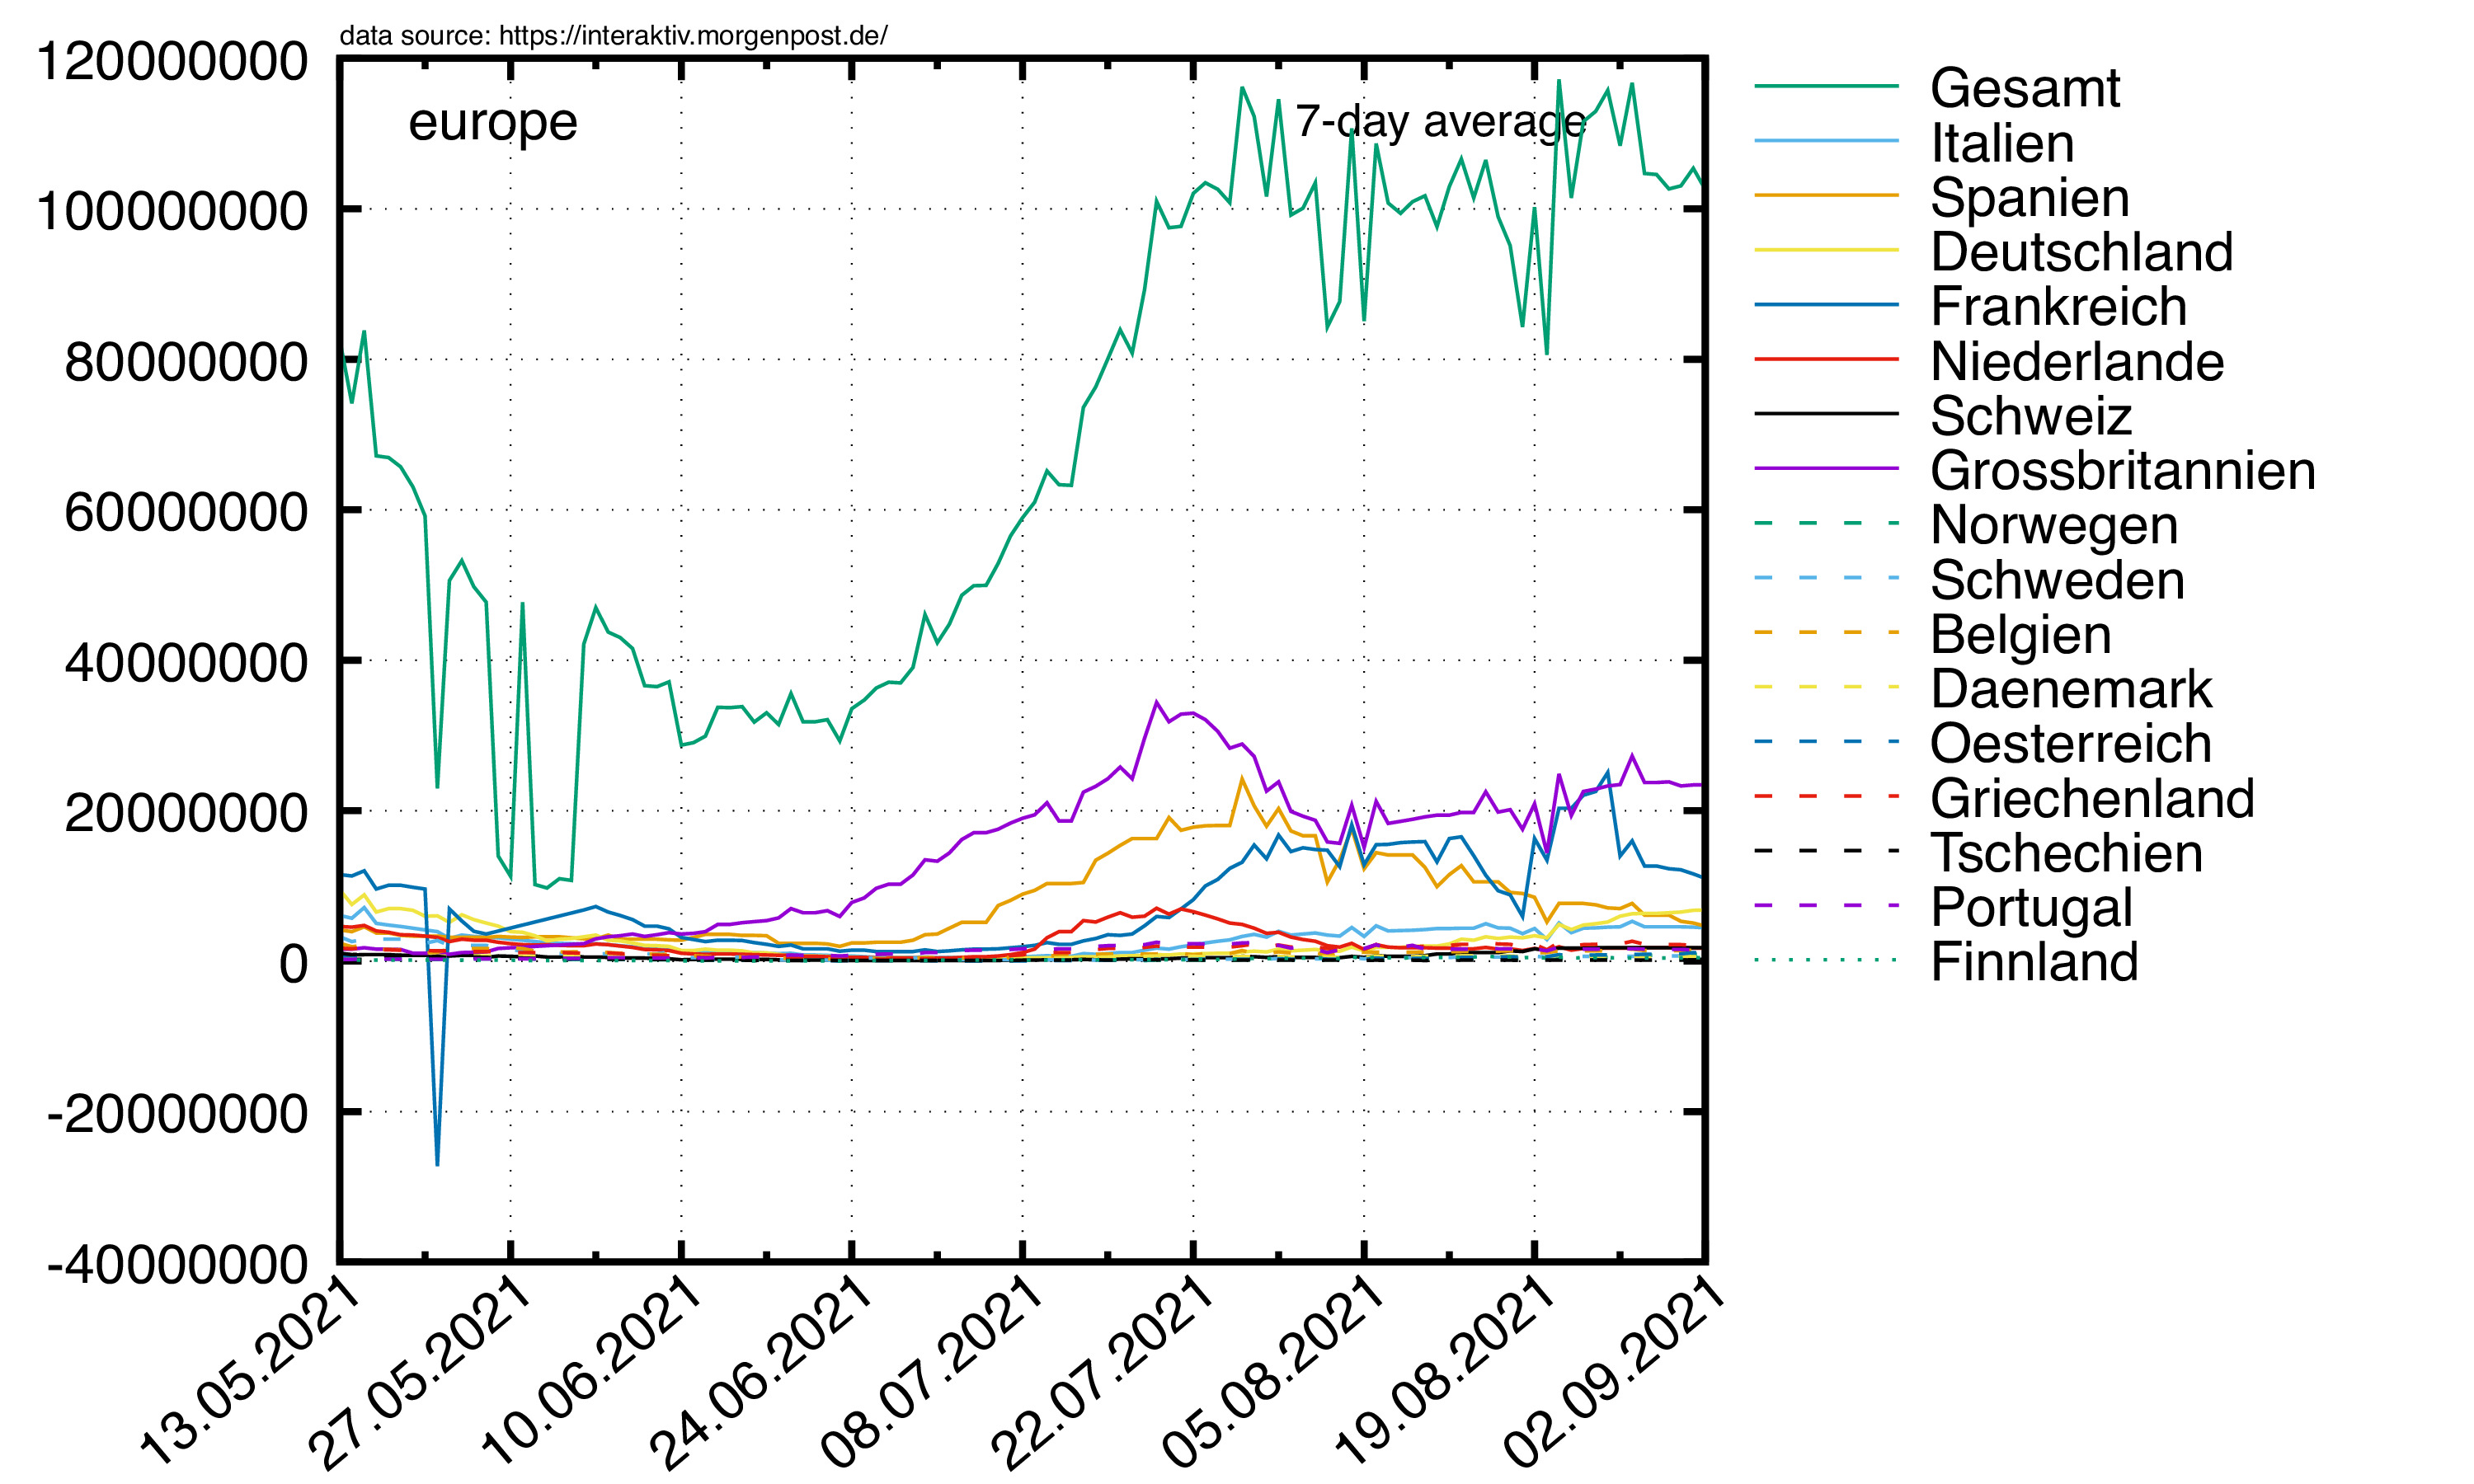 data source: https://interaktiv.morgenpost.de/
europe
7-day average
120000000
100000000
80000000
60000000
40000000
20000000
0
-20000000
-40000000
13.05.2021
27.05.2021
10.06.2021
24.06.2021
08.07.2021
22.07.2021
05.08.2021
19.08.2021
02.09.2021
Gesamt
Italien
Spanien
Deutschland
Frankreich
Niederlande
Schweiz
Grossbritannien
Norwegen
Schweden
Belgien
Daenemark
Oesterreich
Griechenland
Tschechien
Portugal
Finnland